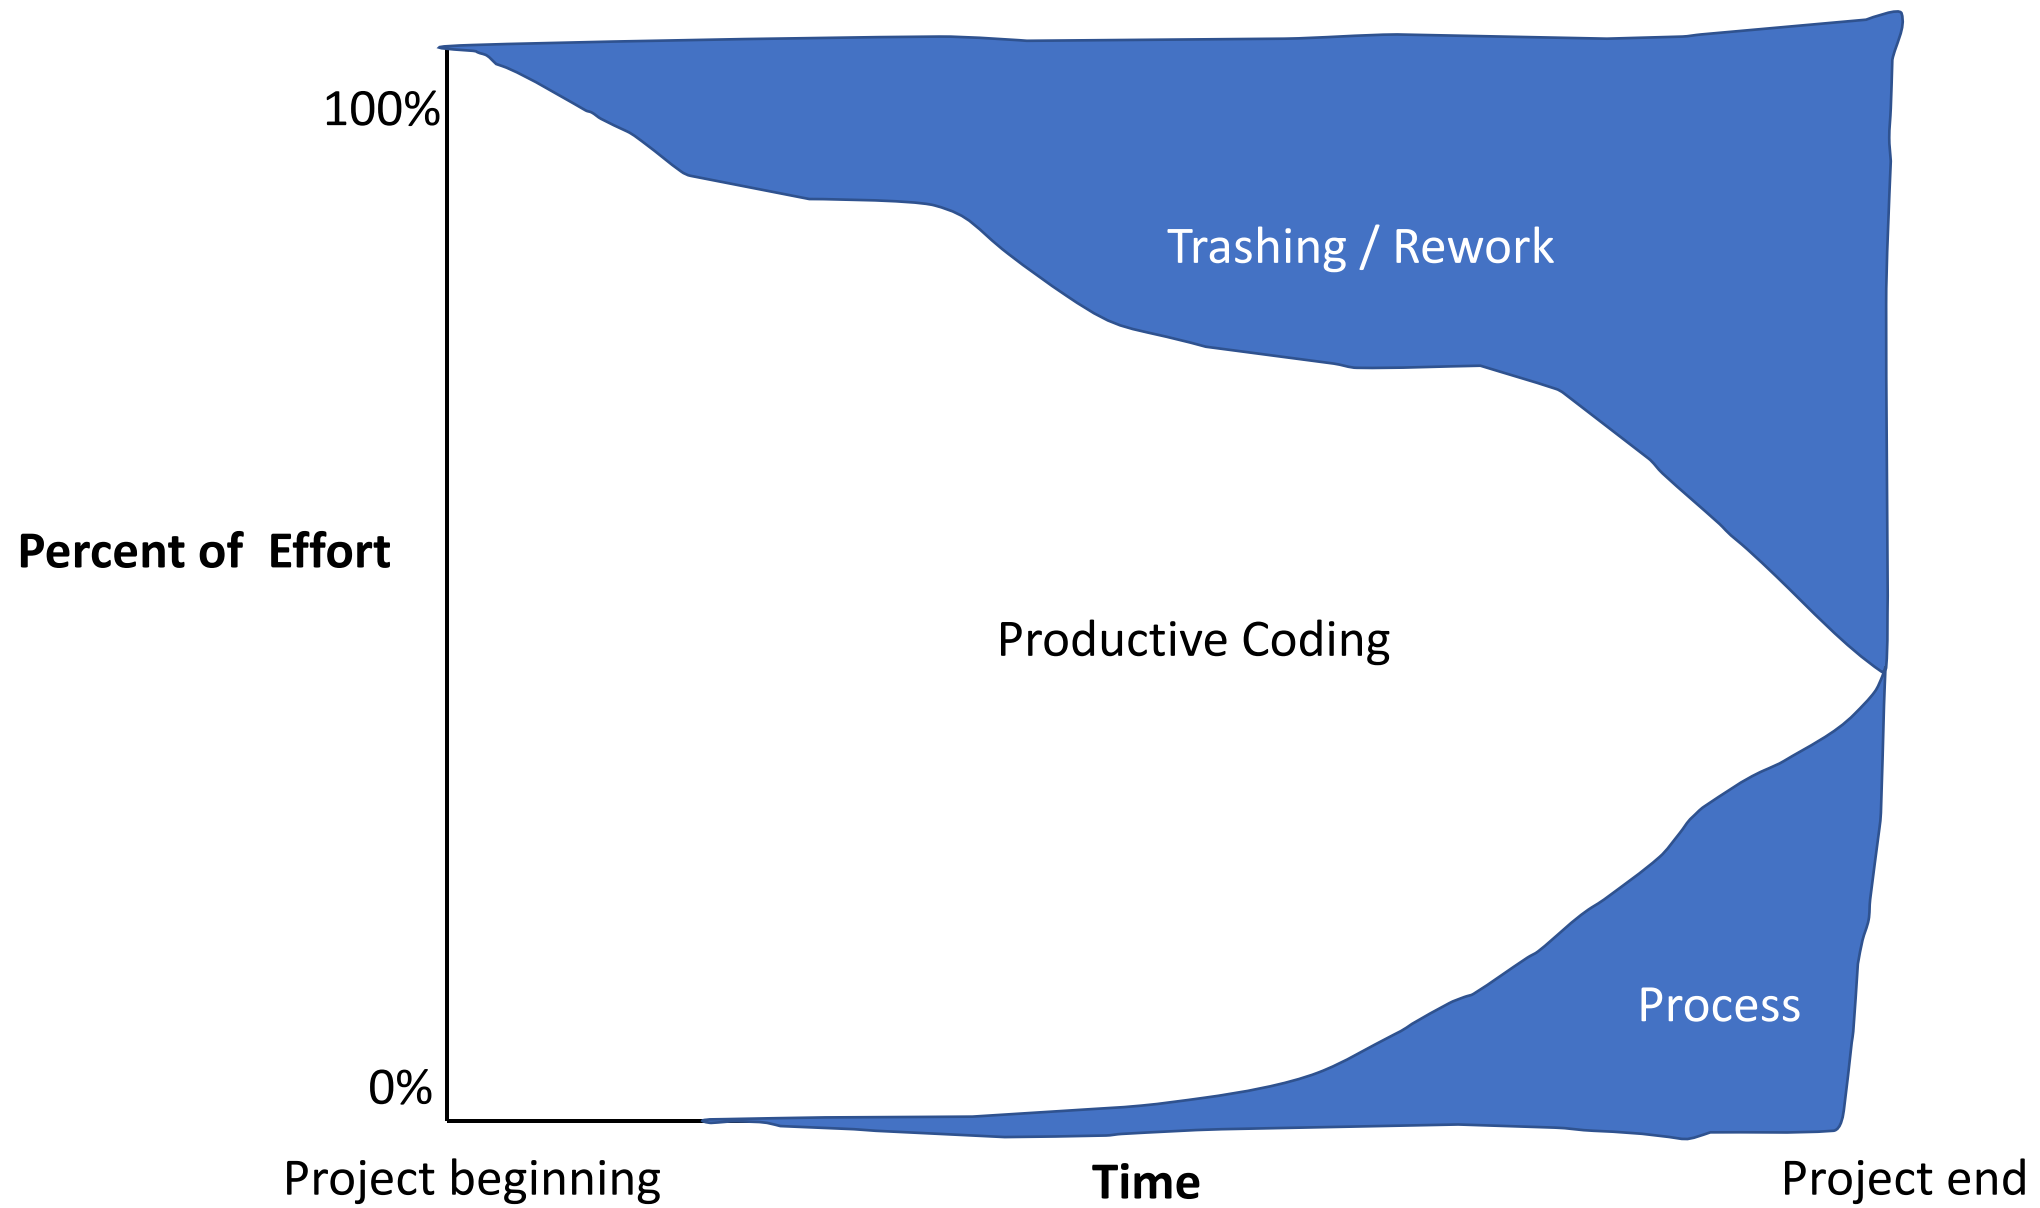 100%
Trashing / Rework
Percent of  Effort
Productive Coding
Process
0%
Project beginning
Time
Project end